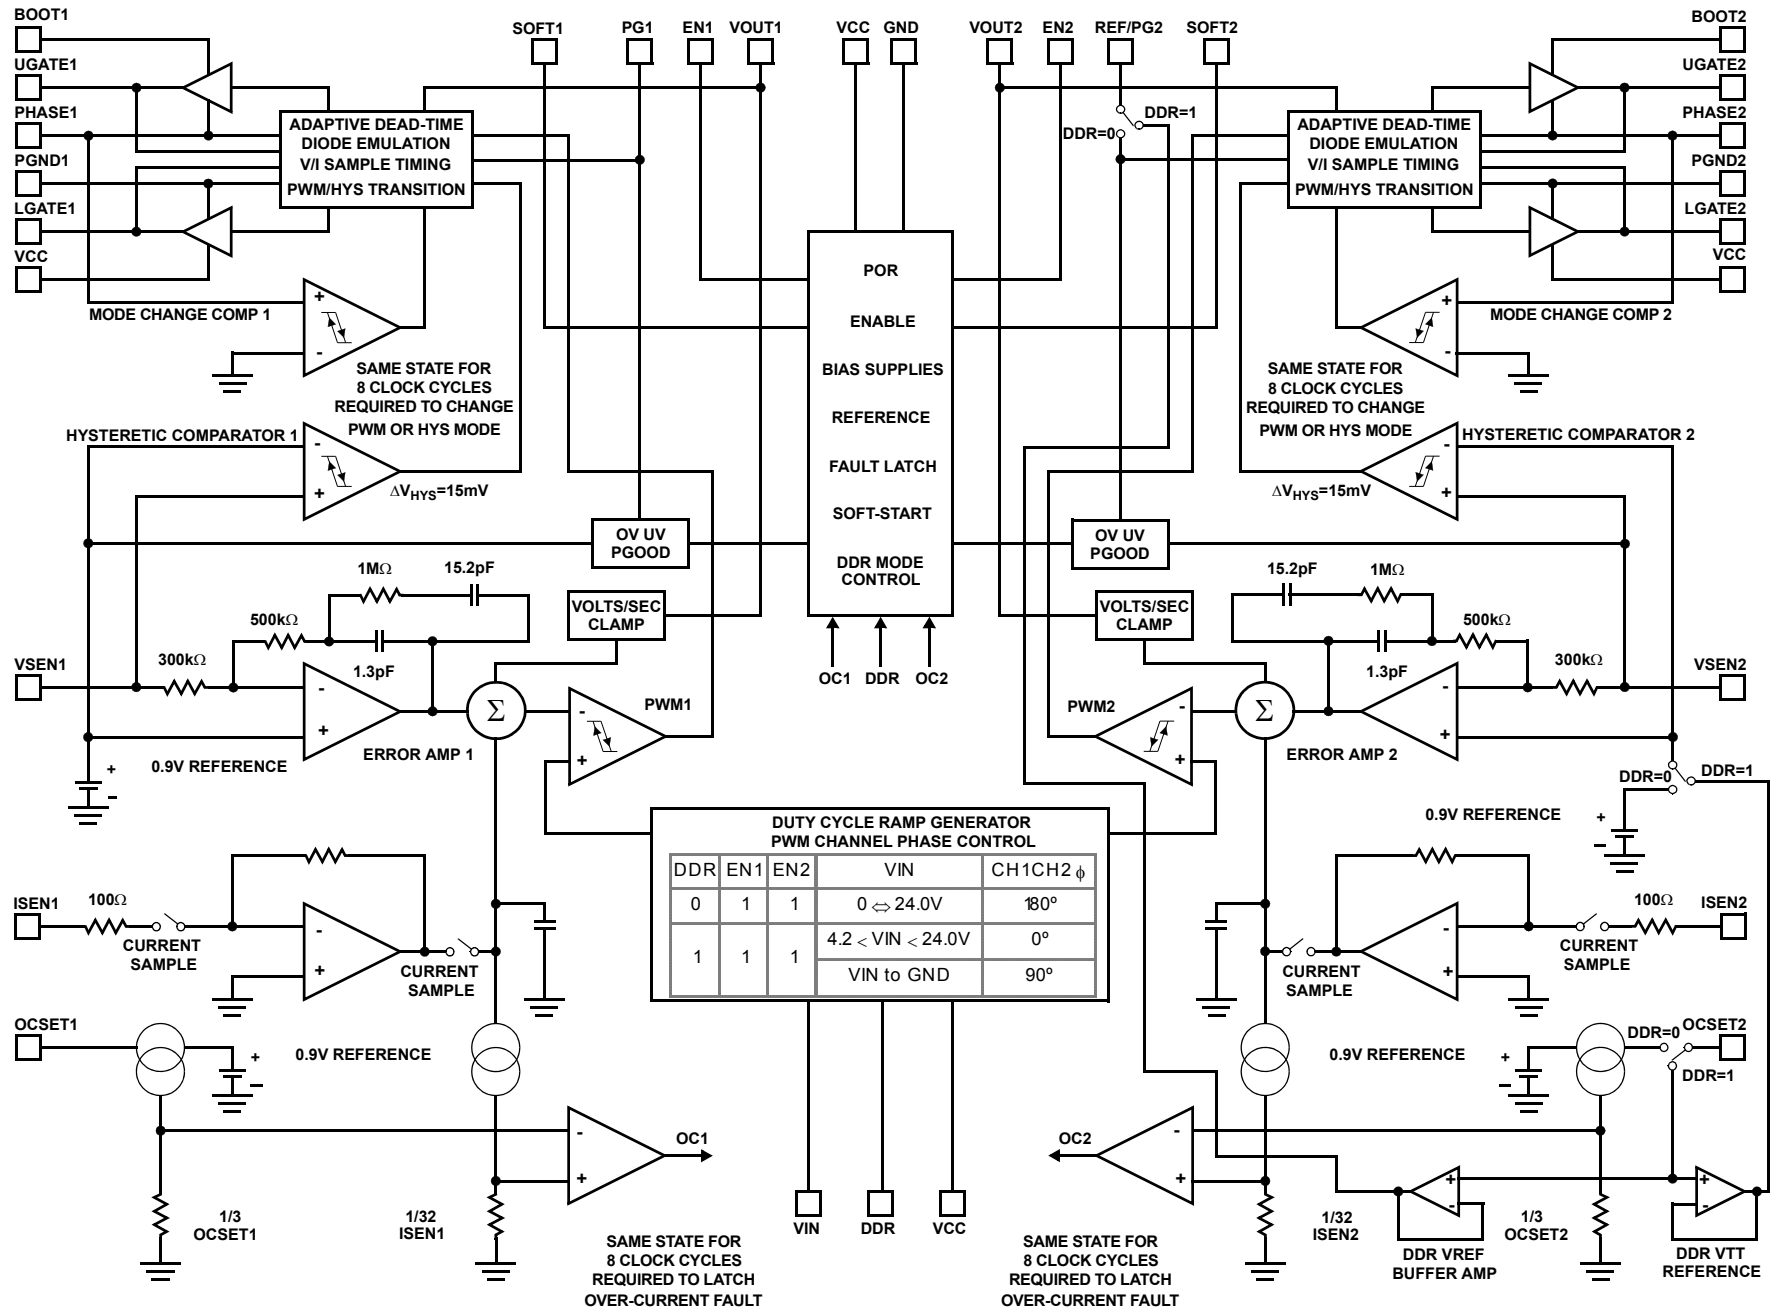 BOOT1
UGATE1
PHASE1
PGND1
LGATE1
VCC
SOFT1
PG1
EN1
VOUT1
VCC
GND
VOUT2
EN2
REF/PG2
SOFT2
BOOT2
UGATE2
PHASE2
PGND2
LGATE2
VCC
ADAPTIVE DEAD-TIME
DIODE EMULATION
V/I SAMPLE TIMING
PWM/HYS TRANSITION
DDR=1
DDR=0
ADAPTIVE DEAD-TIME
DIODE EMULATION
V/I SAMPLE TIMING
PWM/HYS TRANSITION
+
-
MODE CHANGE COMP 1
SAME STATE FOR
8 CLOCK CYCLES
REQUIRED TO CHANGE
PWM OR HYS MODE
POR
ENABLE
BIAS SUPPLIES
REFERENCE
FAULT LATCH
SOFT-START
DDR MODE
CONTROL
+
-
MODE CHANGE COMP 2
SAME STATE FOR
8 CLOCK CYCLES
REQUIRED TO CHANGE
PWM OR HYS MODE
HYSTERETIC COMPARATOR 1
-
+
ΔVHYS=15mV
HYSTERETIC COMPARATOR 2
-
+
ΔVHYS=15mV
OV UV
PGOOD
OV UV
PGOOD
1MΩ
15.2pF
500kΩ
1.3pF
300kΩ
VSEN1
-
+
ERROR AMP 1
0.9V REFERENCE
+
-
VOLTS/SEC
CLAMP
Σ
-
+
PWM1
OC1
DDR
OC2
VOLTS/SEC
CLAMP
15.2pF
1MΩ
500kΩ
1.3pF
300kΩ
VSEN2
PWM2
-
+
Σ
-
+
ERROR AMP 2
DDR=0
DDR=1
0.9V REFERENCE
+
-
DUTY CYCLE RAMP GENERATOR
PWM CHANNEL PHASE CONTROL
DDR EN1 EN2 VIN CH1CH2 ϕ
0 1 1 0 ⇔ 24.0V 180º
1 1 1 4.2 < VIN < 24.0V 0º
VIN to GND 90º
ISEN1
100Ω
CURRENT
SAMPLE
-
+
CURRENT
SAMPLE
ISEN2
100Ω
CURRENT
SAMPLE
-
+
CURRENT
SAMPLE
OCSET1
+
-
0.9V REFERENCE
0.9V REFERENCE
+
-
DDR=0
OCSET2
DDR=1
-
+
OC1
1/3
OCSET1
1/32
ISEN1
SAME STATE FOR
8 CLOCK CYCLES
REQUIRED TO LATCH
OVER-CURRENT FAULT
VIN
DDR
VCC
OC2
-
+
SAME STATE FOR
8 CLOCK CYCLES
REQUIRED TO LATCH
OVER-CURRENT FAULT
1/32
ISEN2
+
-
DDR VREF
BUFFER AMP
1/3
OCSET2
+
-
DDR VTT
REFERENCE